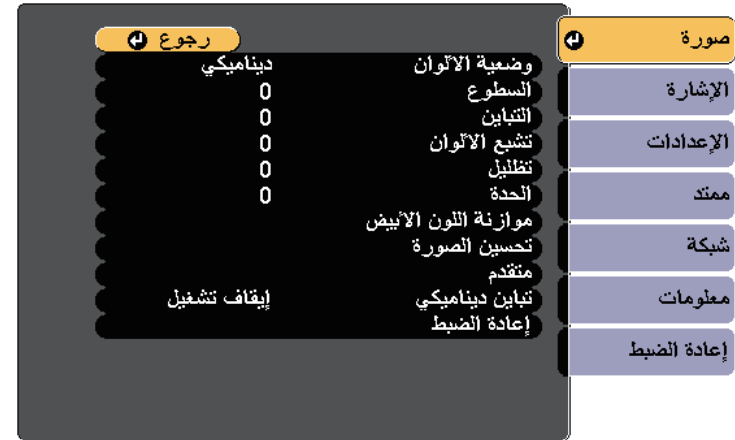 صورة
الإشارة
الإعدادات
ممتد
شبكة
معلومات
إعادة الضبط
رجوع
وضعية الألوان ديناميكي
السطوع 0
التباين 0
تشبع الألوان 0
تظليل 0
الحدة 0
موازنة اللون الأبيض
تحسين الصورة
متقدم
تباين ديناميكي إيقاف تشغيل
إعادة الضبط